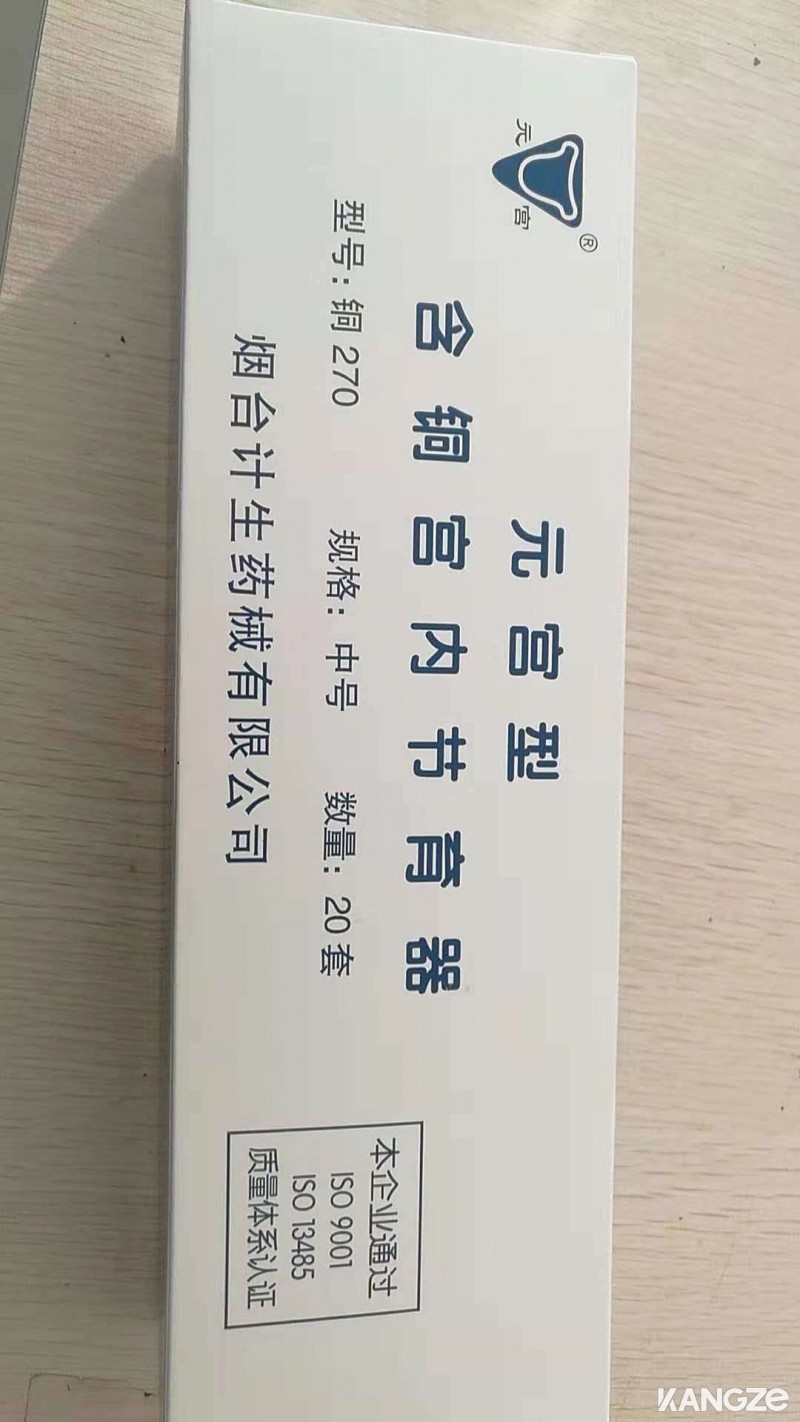 元宫®
元宫型
含铜宫内节育器
型号：铜 270 规格：中号 数量：20 套
烟台计生药械有限公司
本企业通过
ISO 9001
ISO 13485
质量体系认证
KANGZE